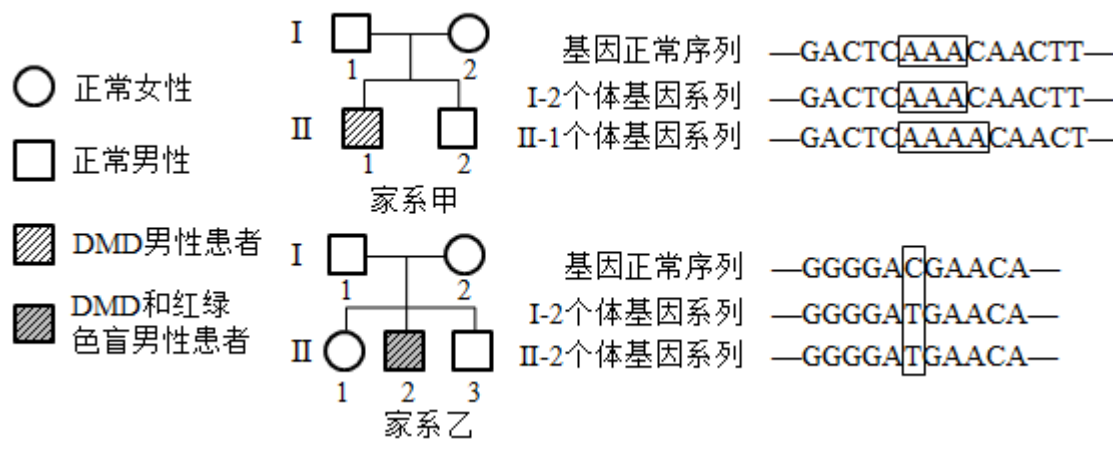 正常女性
正常男性
DMD男性患者
DMD和红绿
色盲男性患者
I
1
2
II
1
2
家系甲
基因正常序列 —GACTCAAACAACTT—
I-2个体基因系列 —GACTCAAACAACTT—
II-1个体基因系列 —GACTCAAAACAACT—
I
1
2
II
1
2
3
家系乙
基因正常序列 —GGGGACGAACA—
I-2个体基因系列 —GGGGATGAACA—
II-2个体基因系列 —GGGGATGAACA—